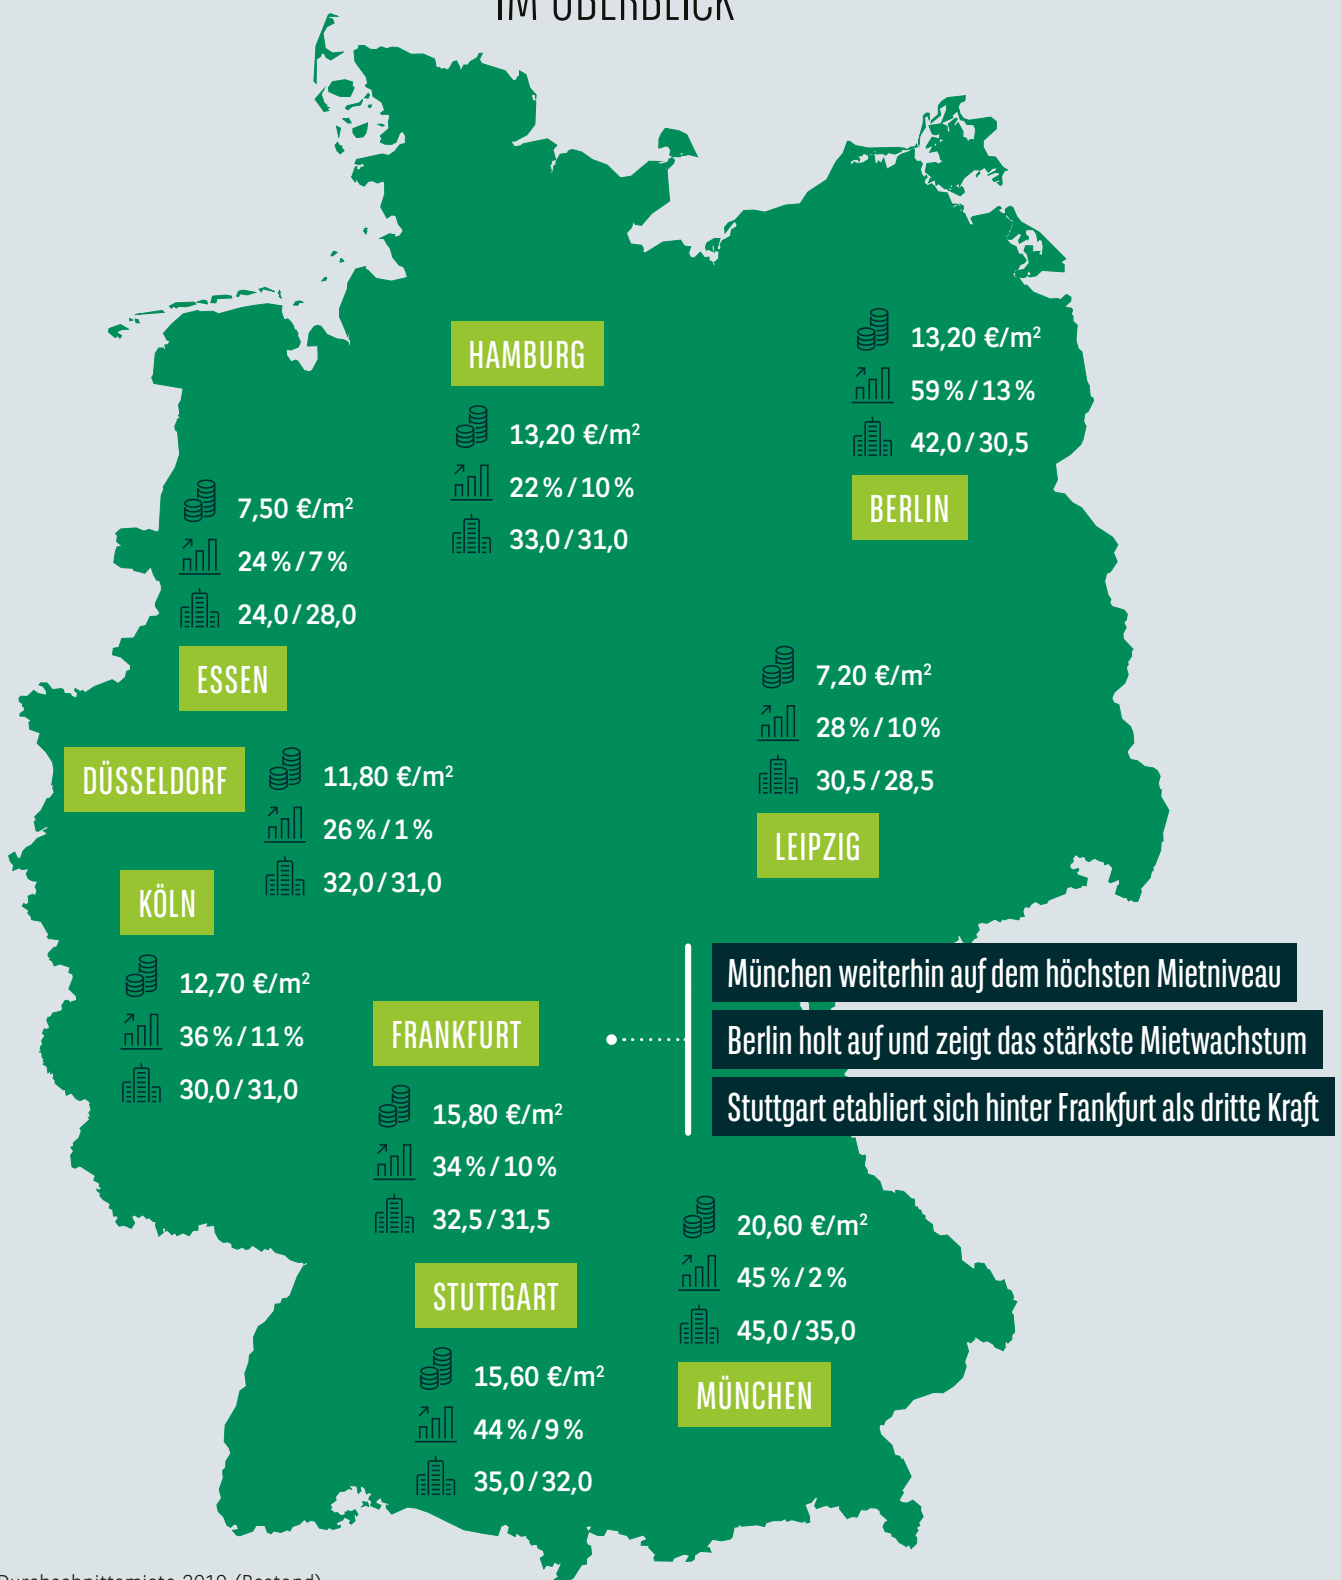 IM ÜBERBLICK
HAMBURG
13,20 €/m²
22 % / 10 %
33,0 / 31,0
13,20 €/m²
59 % / 13 %
42,0 / 30,5
BERLIN
7,50 €/m²
24 % / 7 %
24,0 / 28,0
ESSEN
7,20 €/m²
28 % / 10 %
30,5 / 28,5
LEIPZIG
DÜSSELDORF
11,80 €/m²
26 % / 1 %
32,0 / 31,0
KÖLN
12,70 €/m²
36 % / 11 %
30,0 / 31,0
München weiterhin auf dem höchsten Mietniveau
Berlin holt auf und zeigt das stärkste Mietwachstum
Stuttgart etabliert sich hinter Frankfurt als dritte Kraft
FRANKFURT
15,80 €/m²
34 % / 10 %
32,5 / 31,5
20,60 €/m²
45 % / 2 %
45,0 / 35,0
MÜNCHEN
STUTTGART
15,60 €/m²
44 % / 9 %
35,0 / 32,0
Durchschnittsmiete 2019 (Bestand)